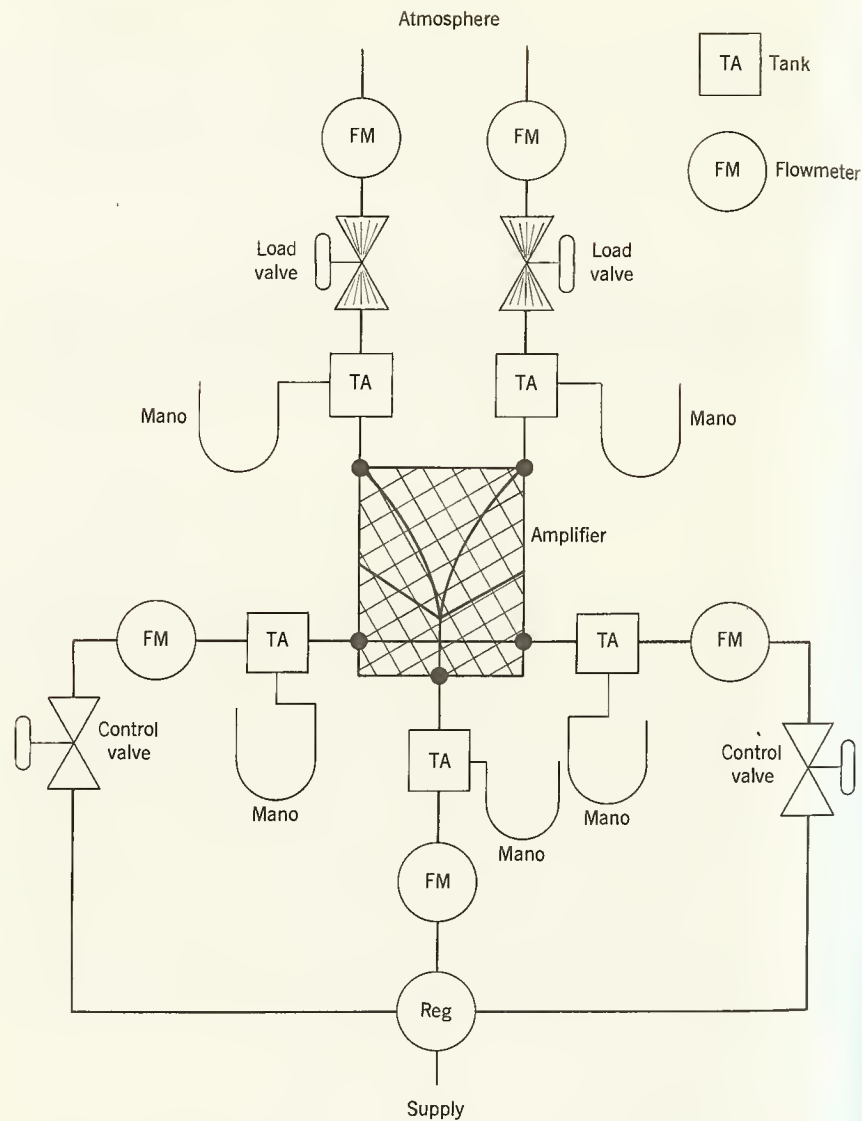 Atmosphere
TA Tank
FM FM
FM Flowmeter
Load
valve
Load
valve
TA TA
Mano Mano
Amplifier
FM TA TA FM
Control
valve
Control
valve
TA
Mano Mano
Mano
FM
Reg
Supply